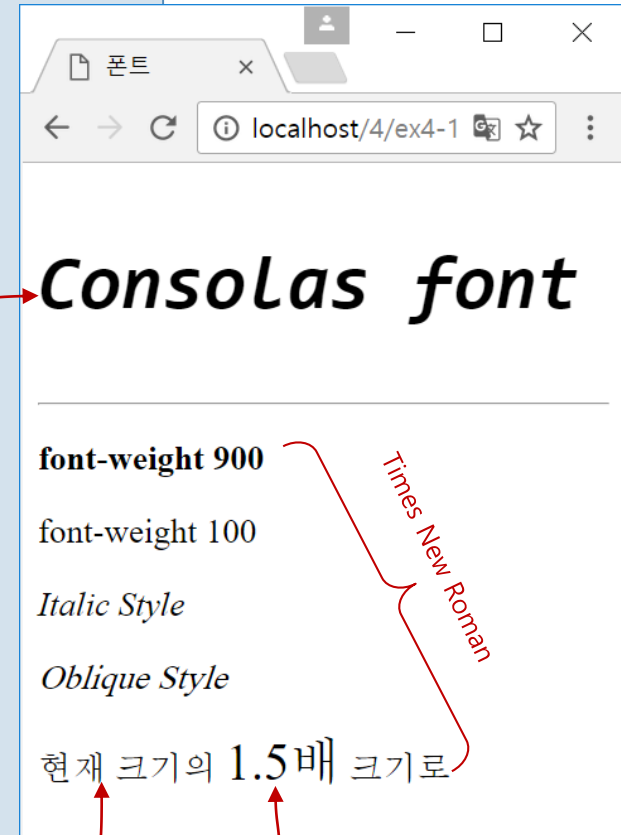 폰트
localhost/4/ex4-1
Consolas font
font-weight 900
font-weight 100
Italic Style
Oblique Style
현재 크기의 1.5배 크기로
Times New Roman